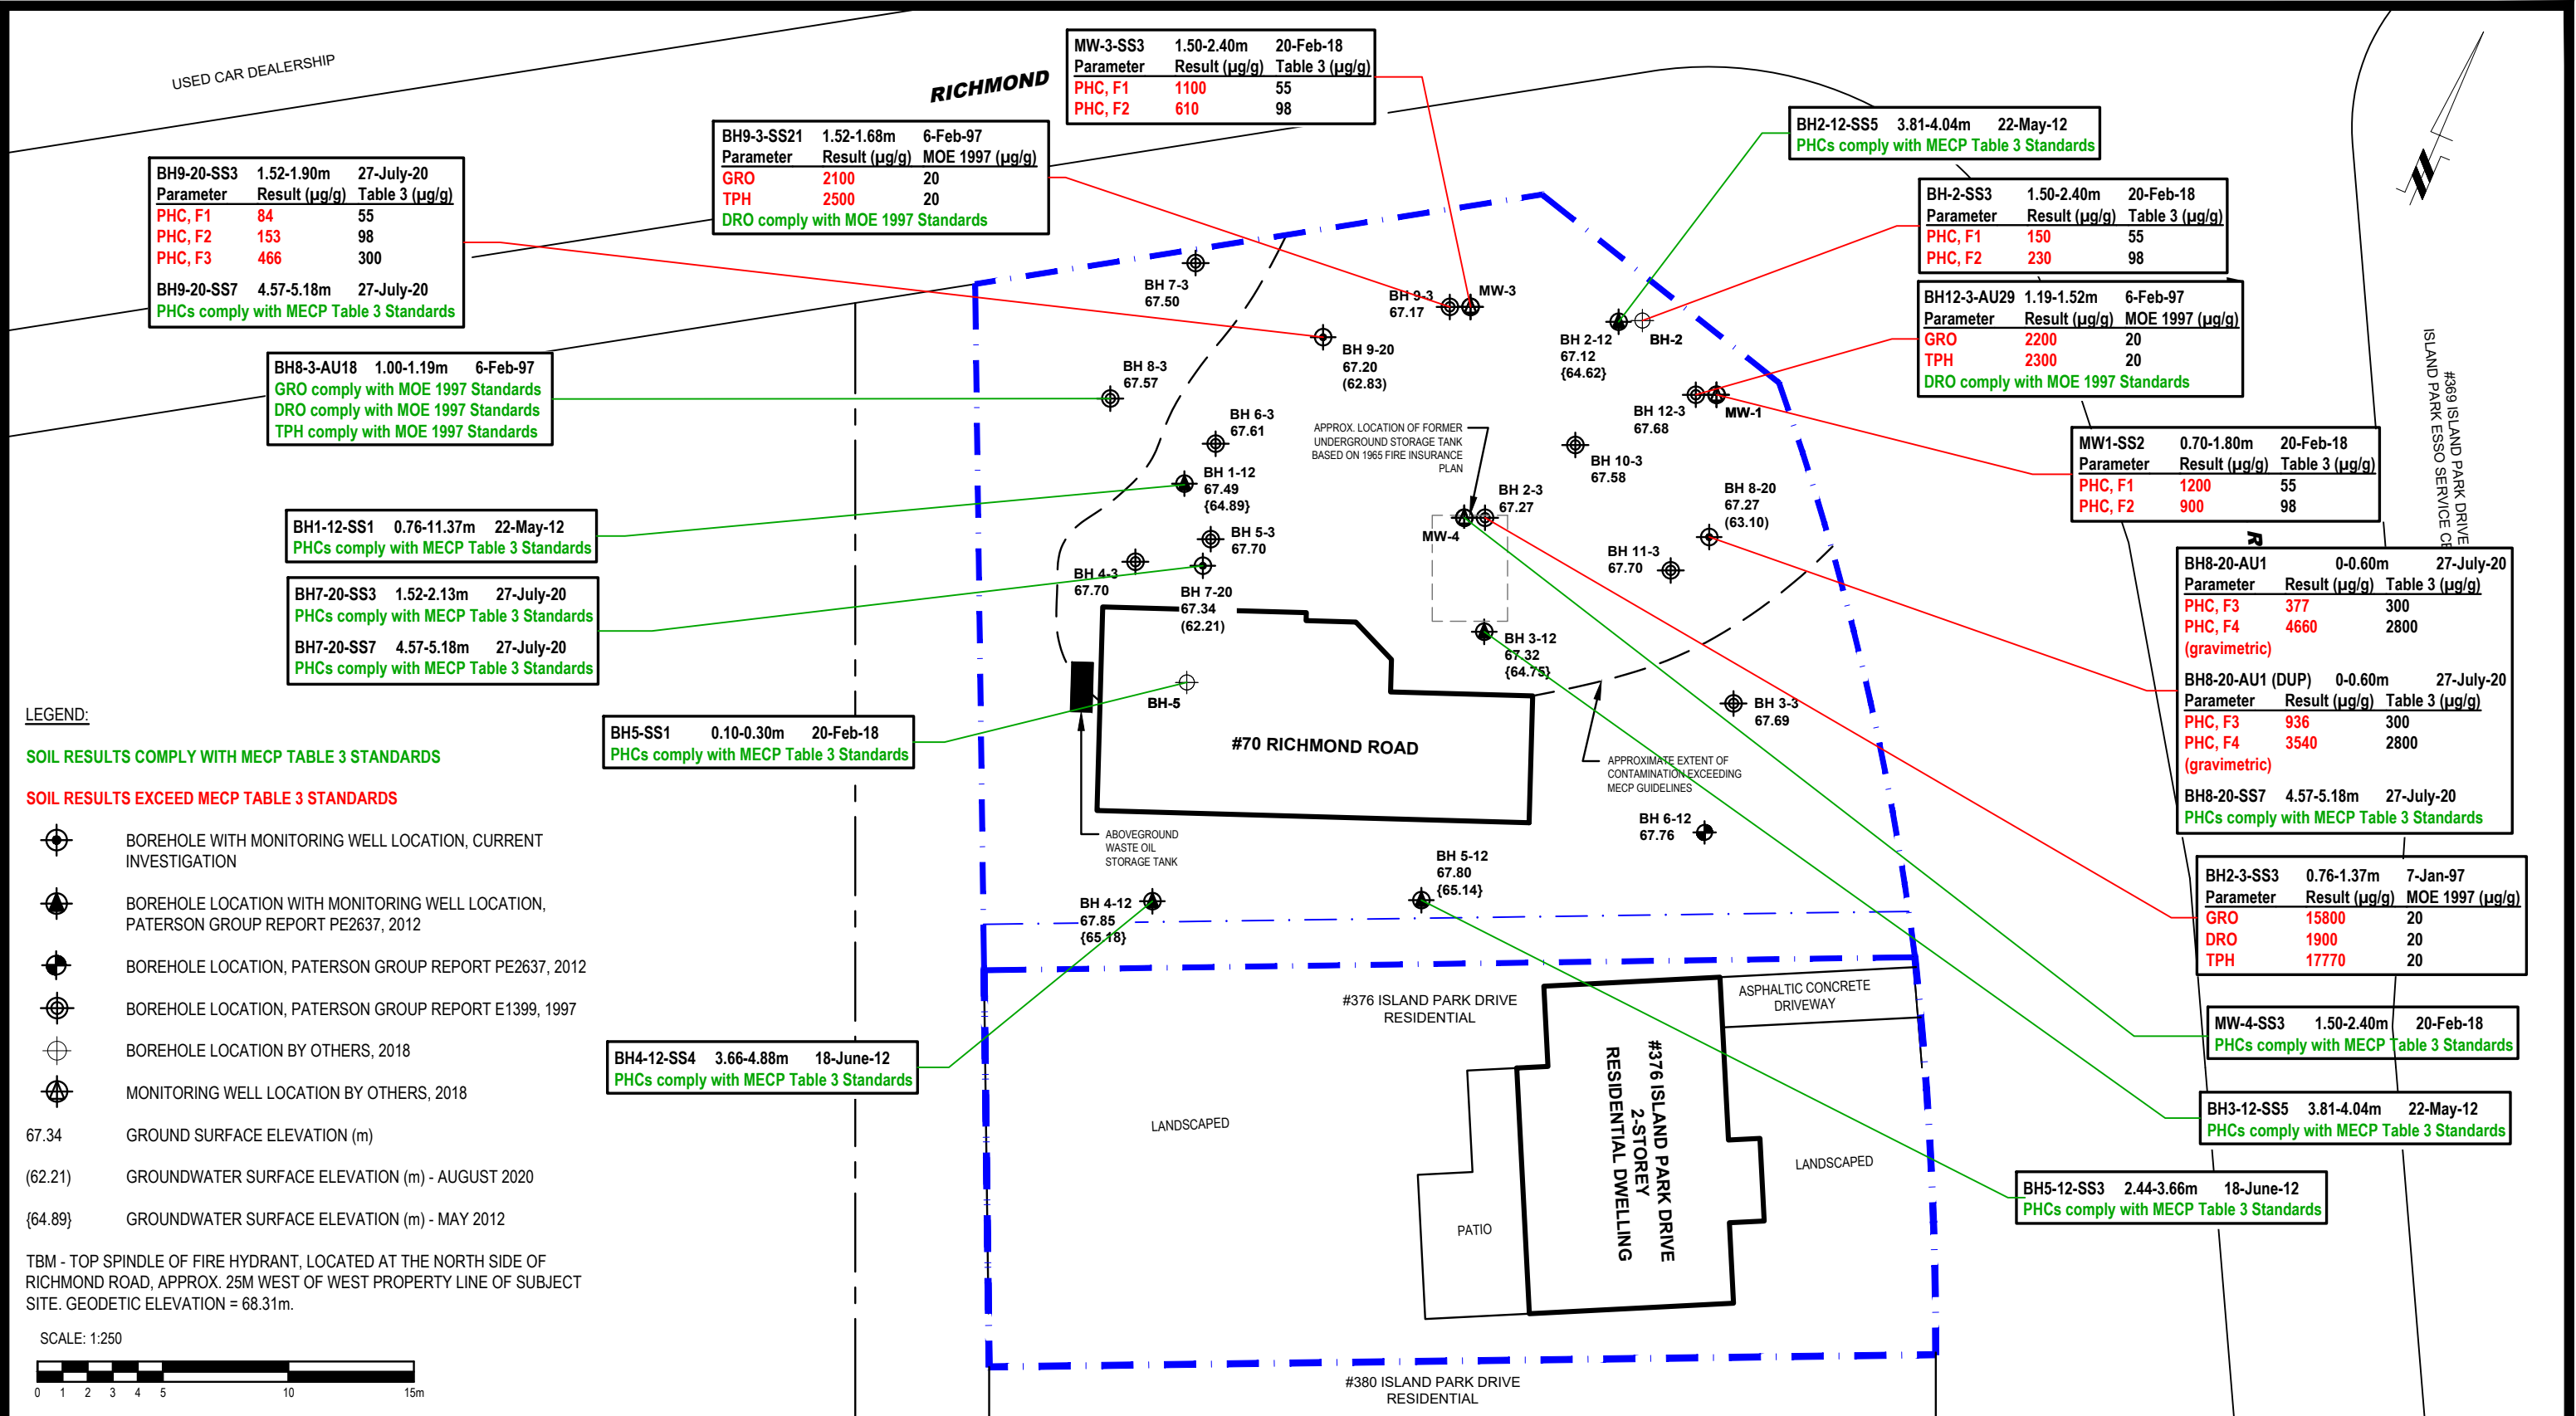 USED CAR DEALERSHIP
RICHMOND
MW-3-SS3 1.50-2.40m 20-Feb-18
Parameter Result (µg/g) Table 3 (µg/g)
PHC, F1 1100 55
PHC, F2 610 98
BH9-3-SS21 1.52-1.68m 6-Feb-97
Parameter Result (µg/g) MOE 1997 (µg/g)
GRO 2100 20
TPH 2500 20
DRO comply with MOE 1997 Standards
BH2-12-SS5 3.81-4.04m 22-May-12
PHCs comply with MECP Table 3 Standards
BH9-20-SS3 1.52-1.90m 27-July-20
Parameter Result (µg/g) Table 3 (µg/g)
PHC, F1 84 55
PHC, F2 153 98
PHC, F3 466 300
BH9-20-SS7 4.57-5.18m 27-July-20
PHCs comply with MECP Table 3 Standards
BH-2-SS3 1.50-2.40m 20-Feb-18
Parameter Result (µg/g) Table 3 (µg/g)
PHC, F1 150 55
PHC, F2 230 98
BH12-3-AU29 1.19-1.52m 6-Feb-97
Parameter Result (µg/g) MOE 1997 (µg/g)
GRO 2200 20
TPH 2300 20
DRO comply with MOE 1997 Standards
BH8-3-AU18 1.00-1.19m 6-Feb-97
GRO comply with MOE 1997 Standards
DRO comply with MOE 1997 Standards
TPH comply with MOE 1997 Standards
MW1-SS2 0.70-1.80m 20-Feb-18
Parameter Result (µg/g) Table 3 (µg/g)
PHC, F1 1200 55
PHC, F2 900 98
BH1-12-SS1 0.76-11.37m 22-May-12
PHCs comply with MECP Table 3 Standards
BH7-20-SS3 1.52-2.13m 27-July-20
PHCs comply with MECP Table 3 Standards
BH7-20-SS7 4.57-5.18m 27-July-20
PHCs comply with MECP Table 3 Standards
BH8-20-AU1 0-0.60m 27-July-20
Parameter Result (µg/g) Table 3 (µg/g)
PHC, F3 377 300
PHC, F4 4660 2800
(gravimetric)
BH8-20-AU1 (DUP) 0-0.60m 27-July-20
Parameter Result (µg/g) Table 3 (µg/g)
PHC, F3 936 300
PHC, F4 3540 2800
(gravimetric)
BH8-20-SS7 4.57-5.18m 27-July-20
PHCs comply with MECP Table 3 Standards
BH5-SS1 0.10-0.30m 20-Feb-18
PHCs comply with MECP Table 3 Standards
BH2-3-SS3 0.76-1.37m 7-Jan-97
Parameter Result (µg/g) MOE 1997 (µg/g)
GRO 15800 20
DRO 1900 20
TPH 17770 20
MW-4-SS3 1.50-2.40m 20-Feb-18
PHCs comply with MECP Table 3 Standards
BH4-12-SS4 3.66-4.88m 18-June-12
PHCs comply with MECP Table 3 Standards
BH3-12-SS5 3.81-4.04m 22-May-12
PHCs comply with MECP Table 3 Standards
BH5-12-SS3 2.44-3.66m 18-June-12
PHCs comply with MECP Table 3 Standards
BH 7-3
67.50
BH 9-3
67.17
MW-3
BH 9-20
67.20
(62.83)
BH 2-12
67.12
{64.62}
BH-2
BH 8-3
67.57
BH 6-3
67.61
BH 12-3
67.68
MW-1
APPROX. LOCATION OF FORMER
UNDERGROUND STORAGE TANK
BASED ON 1965 FIRE INSURANCE
PLAN
BH 10-3
67.58
BH 1-12
67.49
{64.89}
BH 2-3
67.27
MW-4
BH 8-20
67.27
(63.10)
BH 5-3
67.70
BH 4-3
67.70
BH 11-3
67.70
BH 7-20
67.34
(62.21)
BH 3-12
67.32
{64.75}
BH-5
BH 3-3
67.69
#70 RICHMOND ROAD
APPROXIMATE EXTENT OF
CONTAMINATION EXCEEDING
MECP GUIDELINES
ABOVEGROUND
WASTE OIL
STORAGE TANK
BH 6-12
67.76
BH 5-12
67.80
{65.14}
BH 4-12
67.85
{65.18}
#376 ISLAND PARK DRIVE
RESIDENTIAL
ASPHALTIC CONCRETE
DRIVEWAY
#376 ISLAND PARK DRIVE
2-STOREY
RESIDENTIAL DWELLING
LANDSCAPED
LANDSCAPED
PATIO
#380 ISLAND PARK DRIVE
RESIDENTIAL
#369 ISLAND PARK DRIVE
ISLAND PARK ESSO SERVICE CE
R
LEGEND:
SOIL RESULTS COMPLY WITH MECP TABLE 3 STANDARDS
SOIL RESULTS EXCEED MECP TABLE 3 STANDARDS
BOREHOLE WITH MONITORING WELL LOCATION, CURRENT
INVESTIGATION
BOREHOLE LOCATION WITH MONITORING WELL LOCATION,
PATERSON GROUP REPORT PE2637, 2012
BOREHOLE LOCATION, PATERSON GROUP REPORT PE2637, 2012
BOREHOLE LOCATION, PATERSON GROUP REPORT E1399, 1997
BOREHOLE LOCATION BY OTHERS, 2018
MONITORING WELL LOCATION BY OTHERS, 2018
67.34 GROUND SURFACE ELEVATION (m)
(62.21) GROUNDWATER SURFACE ELEVATION (m) - AUGUST 2020
{64.89} GROUNDWATER SURFACE ELEVATION (m) - MAY 2012
TBM - TOP SPINDLE OF FIRE HYDRANT, LOCATED AT THE NORTH SIDE OF
RICHMOND ROAD, APPROX. 25M WEST OF WEST PROPERTY LINE OF SUBJECT
SITE. GEODETIC ELEVATION = 68.31m.
SCALE: 1:250
0 1 2 3 4 5 10 15m